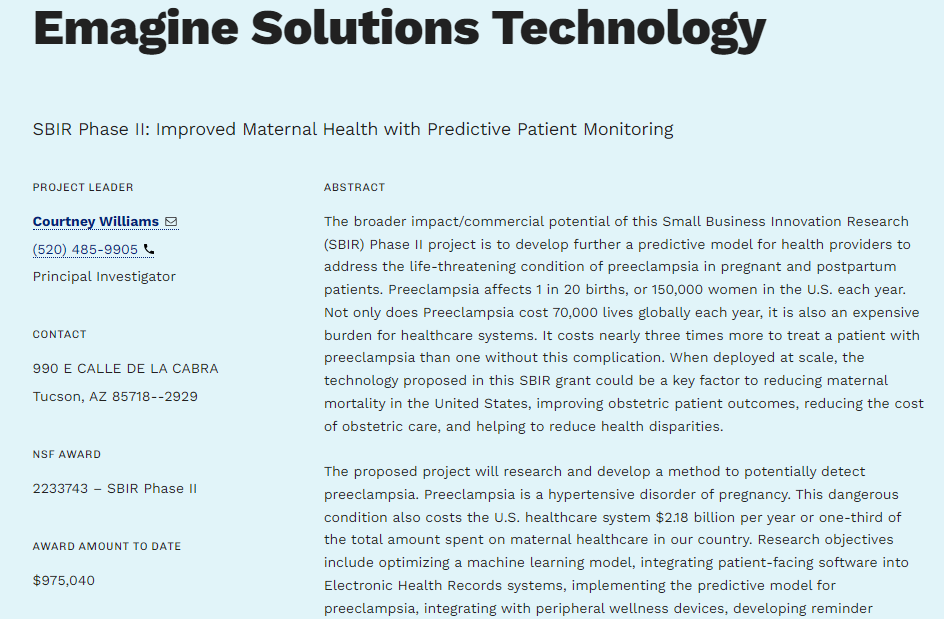 Emagine Solutions Technology
SBIR Phase II: Improved Maternal Health with Predictive Patient Monitoring
PROJECT LEADER
Courtney Williams
(520) 485-9905
Principal Investigator
CONTACT
990 E CALLE DE LA CABRA
Tucson, AZ 85718--2929
NSF AWARD
2233743 – SBIR Phase II
AWARD AMOUNT TO DATE
$975,040
ABSTRACT
The broader impact/commercial potential of this Small Business Innovation Research
(SBIR) Phase II project is to develop further a predictive model for health providers to
address the life-threatening condition of preeclampsia in pregnant and postpartum
patients. Preeclampsia affects 1 in 20 births, or 150,000 women in the U.S. each year.
Not only does Preeclampsia cost 70,000 lives globally each year, it is also an expensive
burden for healthcare systems. It costs nearly three times more to treat a patient with
preeclampsia than one without this complication. When deployed at scale, the
technology proposed in this SBIR grant could be a key factor to reducing maternal
mortality in the United States, improving obstetric patient outcomes, reducing the cost
of obstetric care, and helping to reduce health disparities.
The proposed project will research and develop a method to potentially detect
preeclampsia. Preeclampsia is a hypertensive disorder of pregnancy. This dangerous
condition also costs the U.S. healthcare system $2.18 billion per year or one-third of
the total amount spent on maternal healthcare in our country. Research objectives
include optimizing a machine learning model, integrating patient-facing software into
Electronic Health Records systems, implementing the predictive model for
preeclampsia, integrating with peripheral wellness devices, developing reminder